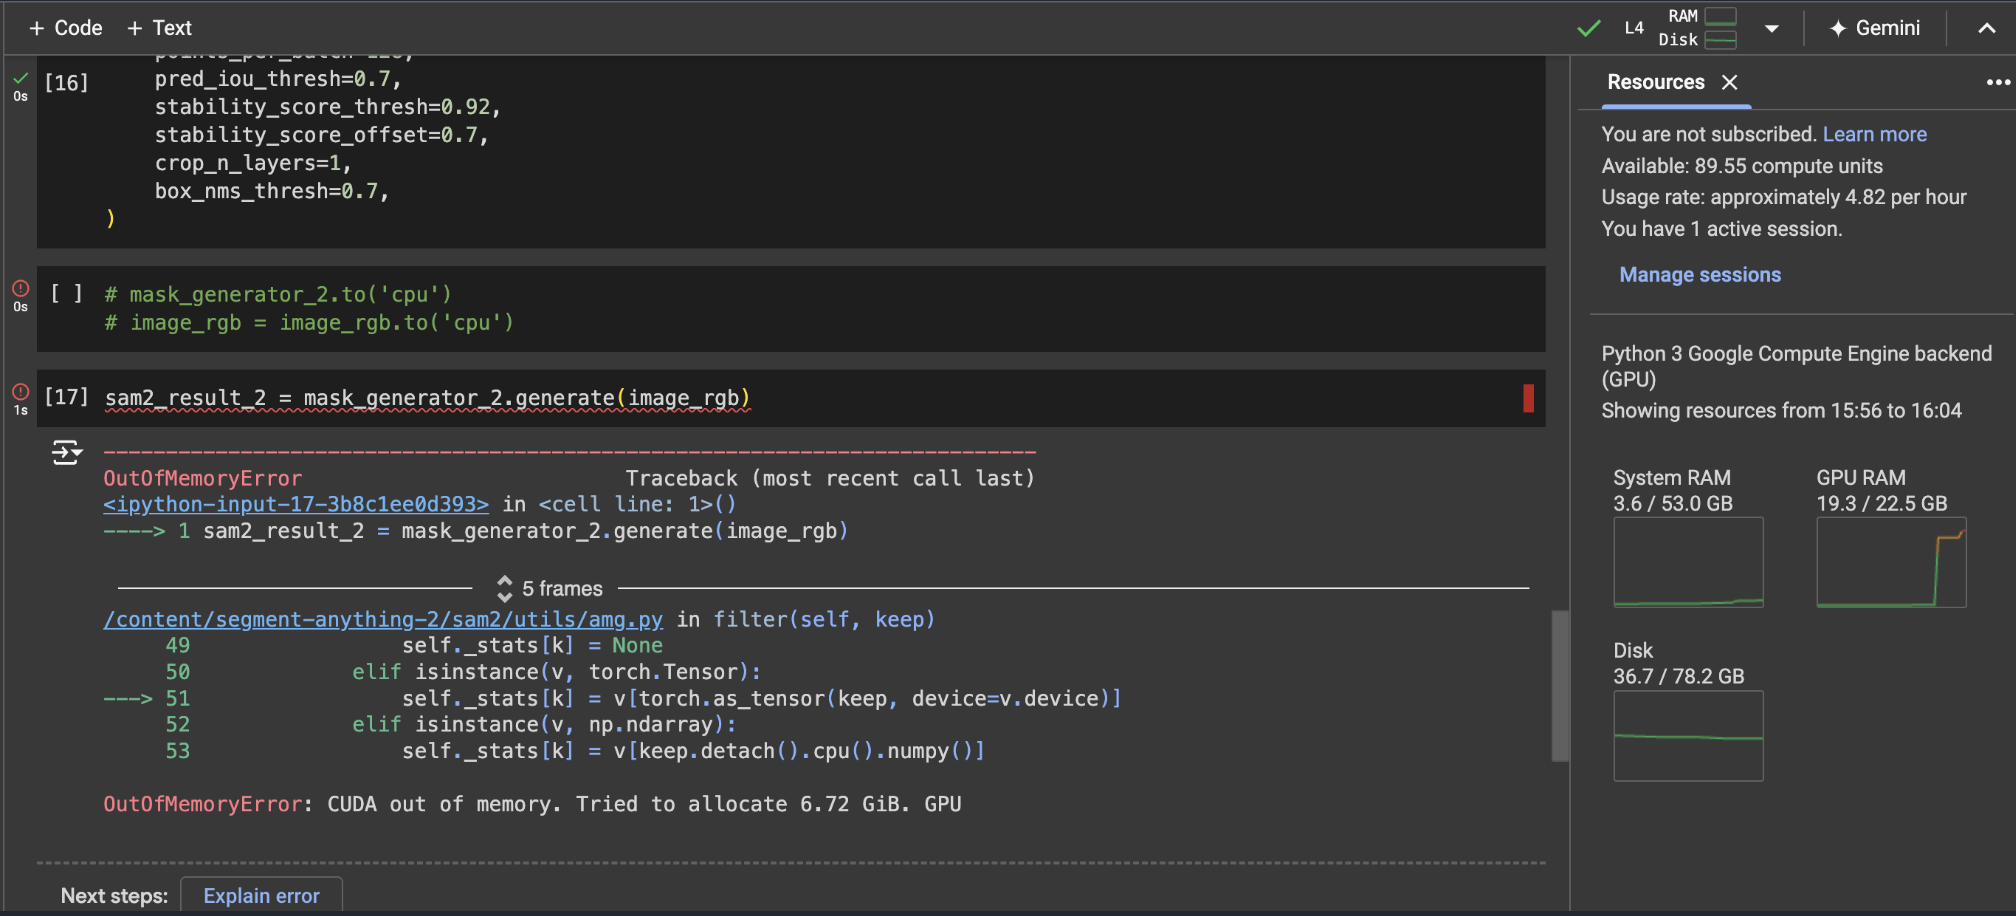 + Code + Text
L4 RAM Disk
Gemini
[16]
0s
pred_iou_thresh=0.7,
stability_score_thresh=0.92,
stability_score_offset=0.7,
crop_n_layers=1,
box_nms_thresh=0.7,
)
[ ] # mask_generator_2.to('cpu')
0s
# image_rgb = image_rgb.to('cpu')
[17] sam2_result_2 = mask_generator_2.generate(image_rgb)
1s
OutOfMemoryError Traceback (most recent call last)
<ipython-input-17-3b8c1ee0d393> in <cell line: 1>()
----> 1 sam2_result_2 = mask_generator_2.generate(image_rgb)
5 frames
/content/segment-anything-2/sam2/utils/amg.py in filter(self, keep)
49 self._stats[k] = None
50 elif isinstance(v, torch.Tensor):
---> 51 self._stats[k] = v[torch.as_tensor(keep, device=v.device)]
52 elif isinstance(v, np.ndarray):
53 self._stats[k] = v[keep.detach().cpu().numpy()]
OutOfMemoryError: CUDA out of memory. Tried to allocate 6.72 GiB. GPU
Next steps: Explain error
Resources
You are not subscribed. Learn more
Available: 89.55 compute units
Usage rate: approximately 4.82 per hour
You have 1 active session.
Manage sessions
Python 3 Google Compute Engine backend
(GPU)
Showing resources from 15:56 to 16:04
System RAM
3.6 / 53.0 GB
GPU RAM
19.3 / 22.5 GB
Disk
36.7 / 78.2 GB